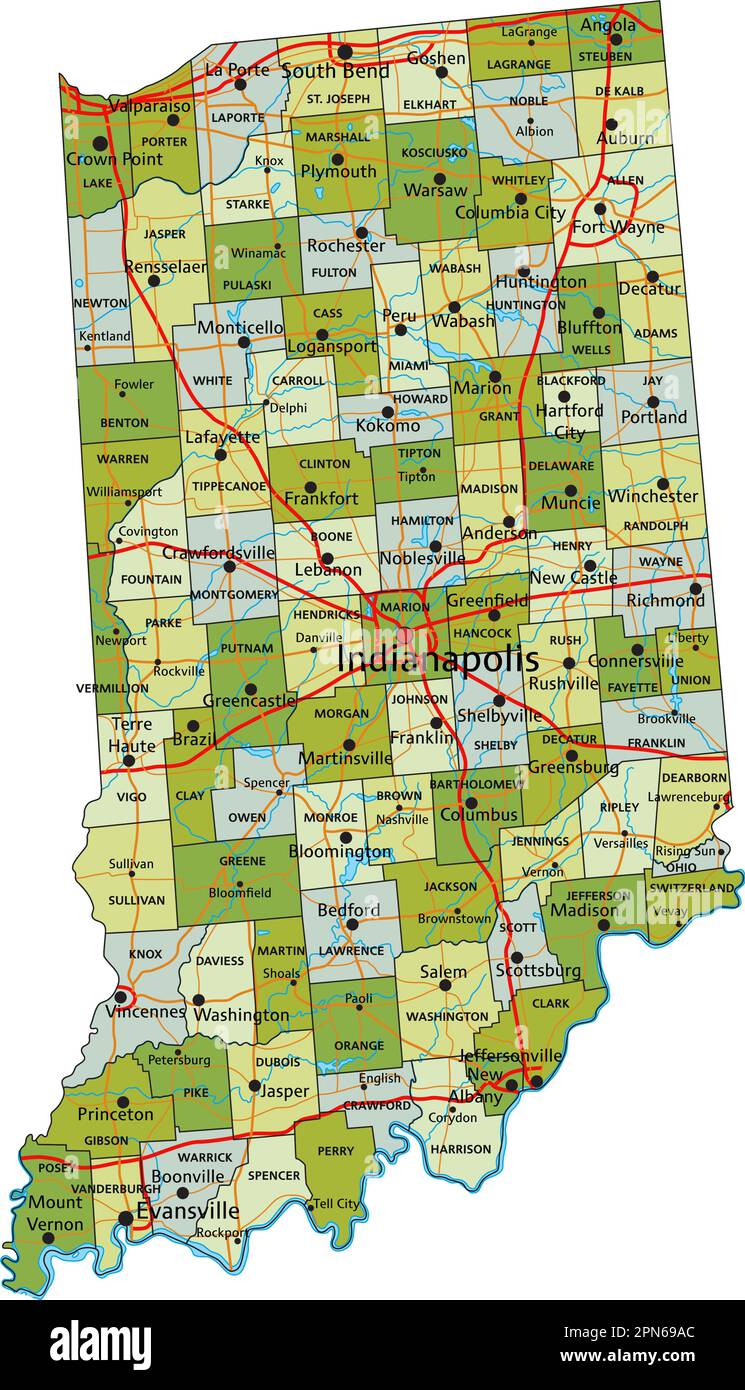 Angola
STEUBEN
LaGrange
LAGRANGE
Goshen
ELKHART
South Bend
ST. JOSEPH
La Porte
LAPORTE
Valparaiso
PORTER
Crown Point
LAKE
DE KALB
Auburn
NOBLE
Albion
KOSCIUSKO
Warsaw
MARSHALL
Plymouth
Knox
STARKE
WHITLEY
Columbia City
ALLEN
Fort Wayne
JASPER
Rensselaer
NEWTON
Kentland
Winamac
PULASKI
Rochester
FULTON
WABASH
Wabash
Huntington
HUNTINGTON
Decatur
ADAMS
Bluffton
WELLS
Peru
MIAMI
CASS
Logansport
Monticello
WHITE
Fowler
BENTON
CARROLL
Delphi
HOWARD
Kokomo
Marion
GRANT
BLACKFORD
Hartford
City
JAY
Portland
Lafayette
TIPPECANOE
WARREN
Williamsport
CLINTON
Frankfort
TIPTON
Tipton
MADISON
Anderson
DELAWARE
Muncie
Winchester
RANDOLPH
Covington
FOUNTAIN
Crawfordsville
MONTGOMERY
BOONE
Lebanon
HAMILTON
Noblesville
HENRY
New Castle
WAYNE
Richmond
Newport
VERMILLION
PARKE
Rockville
PUTNAM
Greencastle
HENDRICKS
Danville
MARION
Indianapolis
Greenfield
HANCOCK
RUSH
Rushville
Connersville
FAYETTE
Liberty
UNION
Terre
Haute
VIGO
Brazil
CLAY
MORGAN
Martinsville
JOHNSON
Franklin
Shelbyville
SHELBY
DECATUR
Greensburg
Brookville
FRANKLIN
Spencer
OWEN
MONROE
Bloomington
BROWN
Nashville
BARTHOLOMEW
Columbus
JENNINGS
Vernon
RIPLEY
Versailles
DEARBORN
Lawrenceburg
Rising Sun
OHIO
SWITZERLAND
Vevay
Sullivan
SULLIVAN
GREENE
Bloomfield
Bedford
LAWRENCE
JACKSON
Brownstown
SCOTT
Scottsburg
JEFFERSON
Madison
KNOX
Vincennes
DAVIESS
Washington
MARTIN
Shoals
Paoli
ORANGE
Salem
WASHINGTON
CLARK
Jeffersonville
New
Albany
Petersburg
PIKE
DUBOIS
Jasper
English
CRAWFORD
Corydon
HARRISON
Princeton
GIBSON
POSEY
Mount
Vernon
VANDERBURGH
Evansville
WARRICK
Boonville
SPENCER
Rockport
PERRY
Tell City
alamy
Image ID: 2PN69AC
www.alamy.com